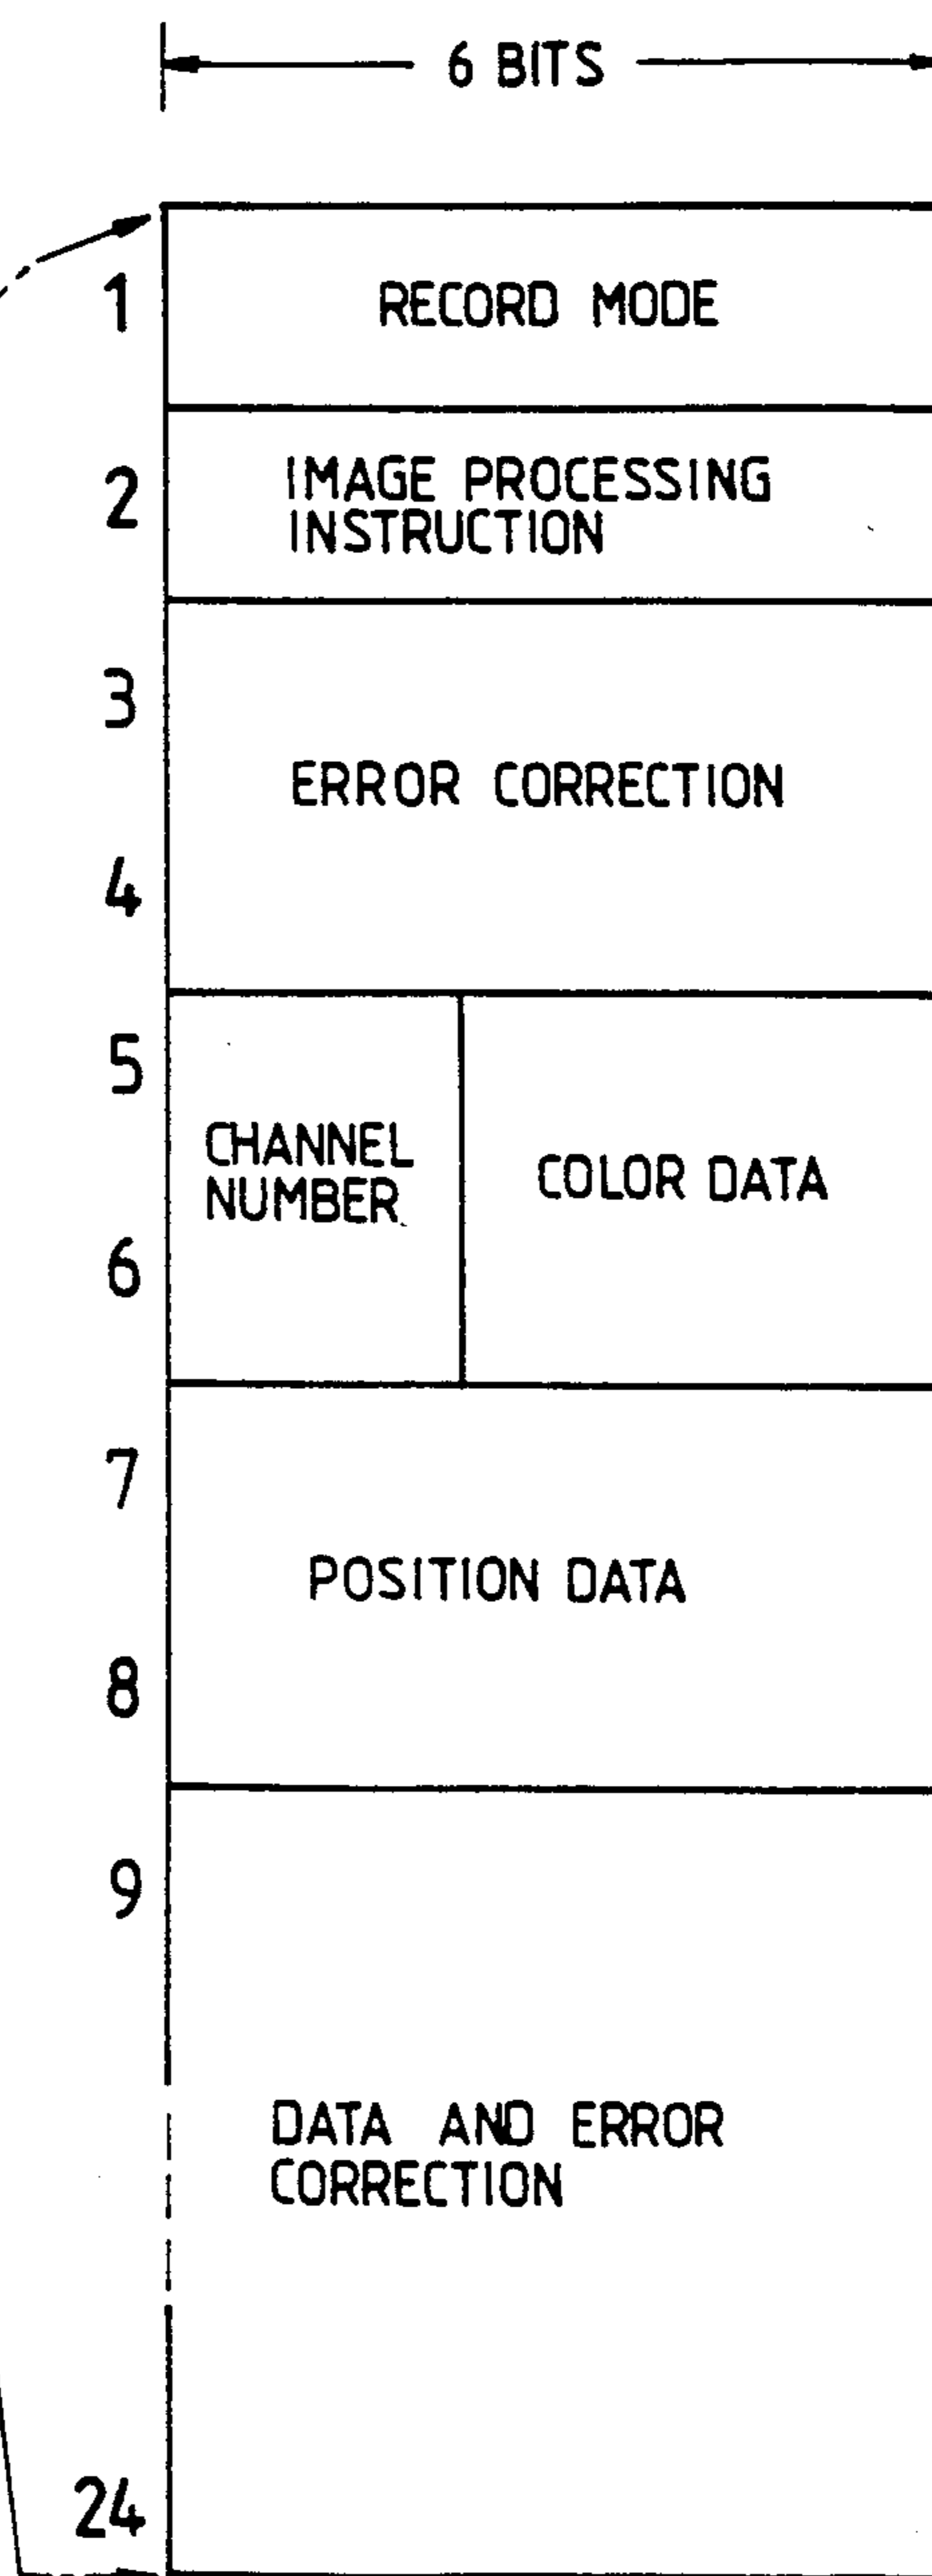 6 BITS
1
RECORD MODE
2
IMAGE PROCESSING
INSTRUCTION
3
ERROR CORRECTION
4
5
CHANNEL
NUMBER
COLOR DATA
6
7
POSITION DATA
8
9
DATA AND ERROR
CORRECTION
24